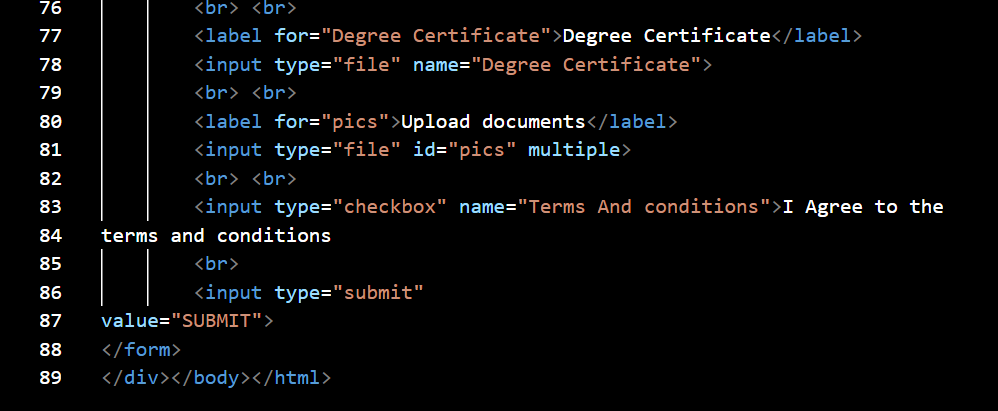 76 <br> <br>
77 <label for="Degree Certificate">Degree Certificate</label>
78 <input type="file" name="Degree Certificate">
79 <br> <br>
80 <label for="pics">Upload documents</label>
81 <input type="file" id="pics" multiple>
82 <br> <br>
83 <input type="checkbox" name="Terms And conditions">I Agree to the
84 terms and conditions
85 <br>
86 <input type="submit"
87 value="SUBMIT">
88 </form>
89 </div></body></html>